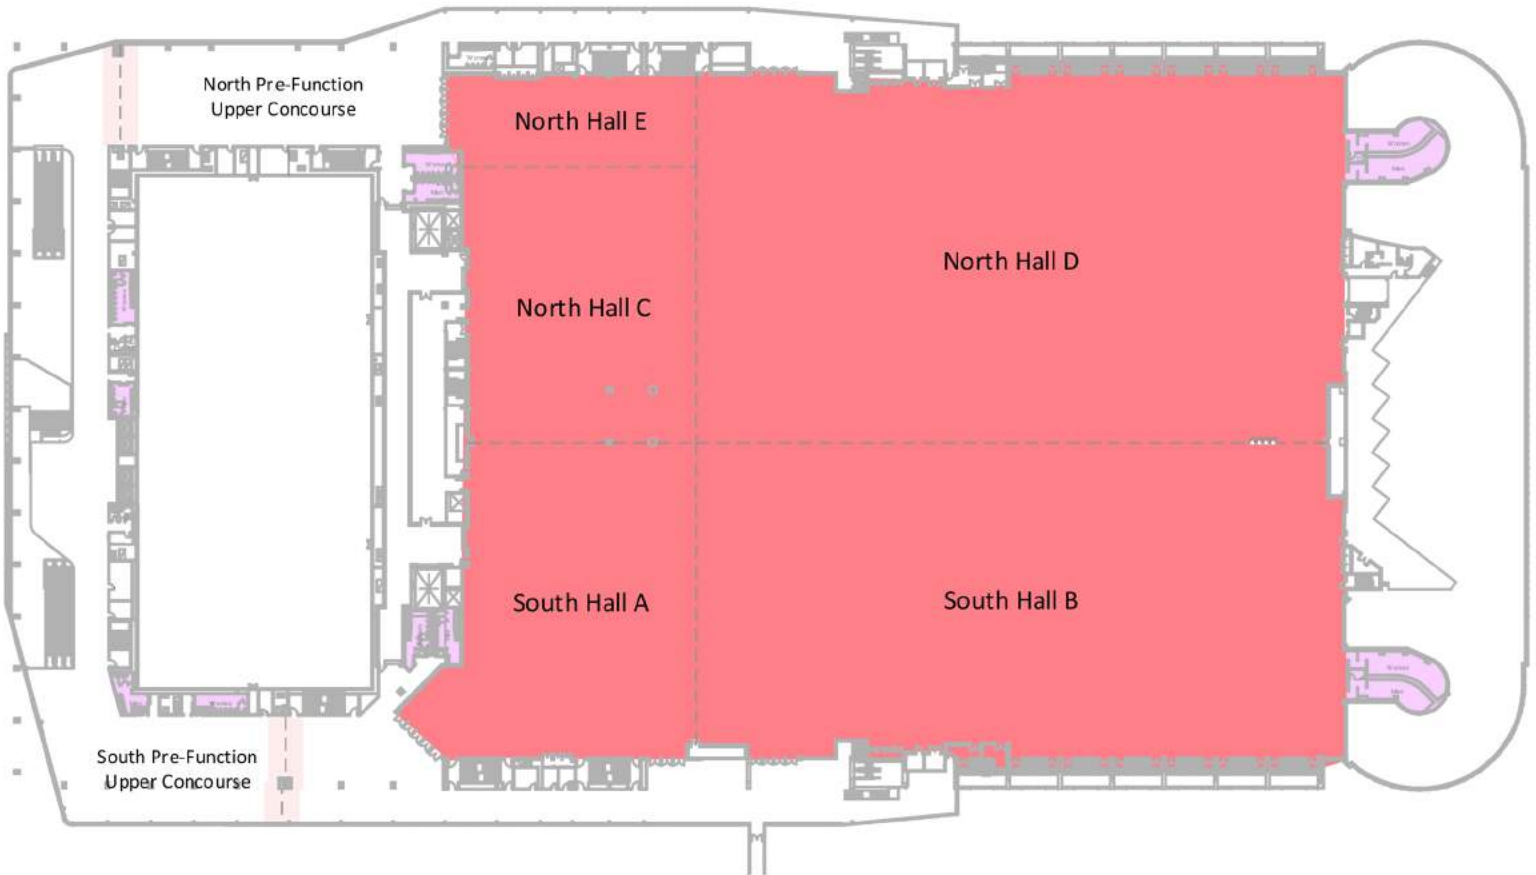 North Pre-Function
Upper Concourse
North Hall E
North Hall D
North Hall C
South Hall A
South Hall B
South Pre-Function
Upper Concourse